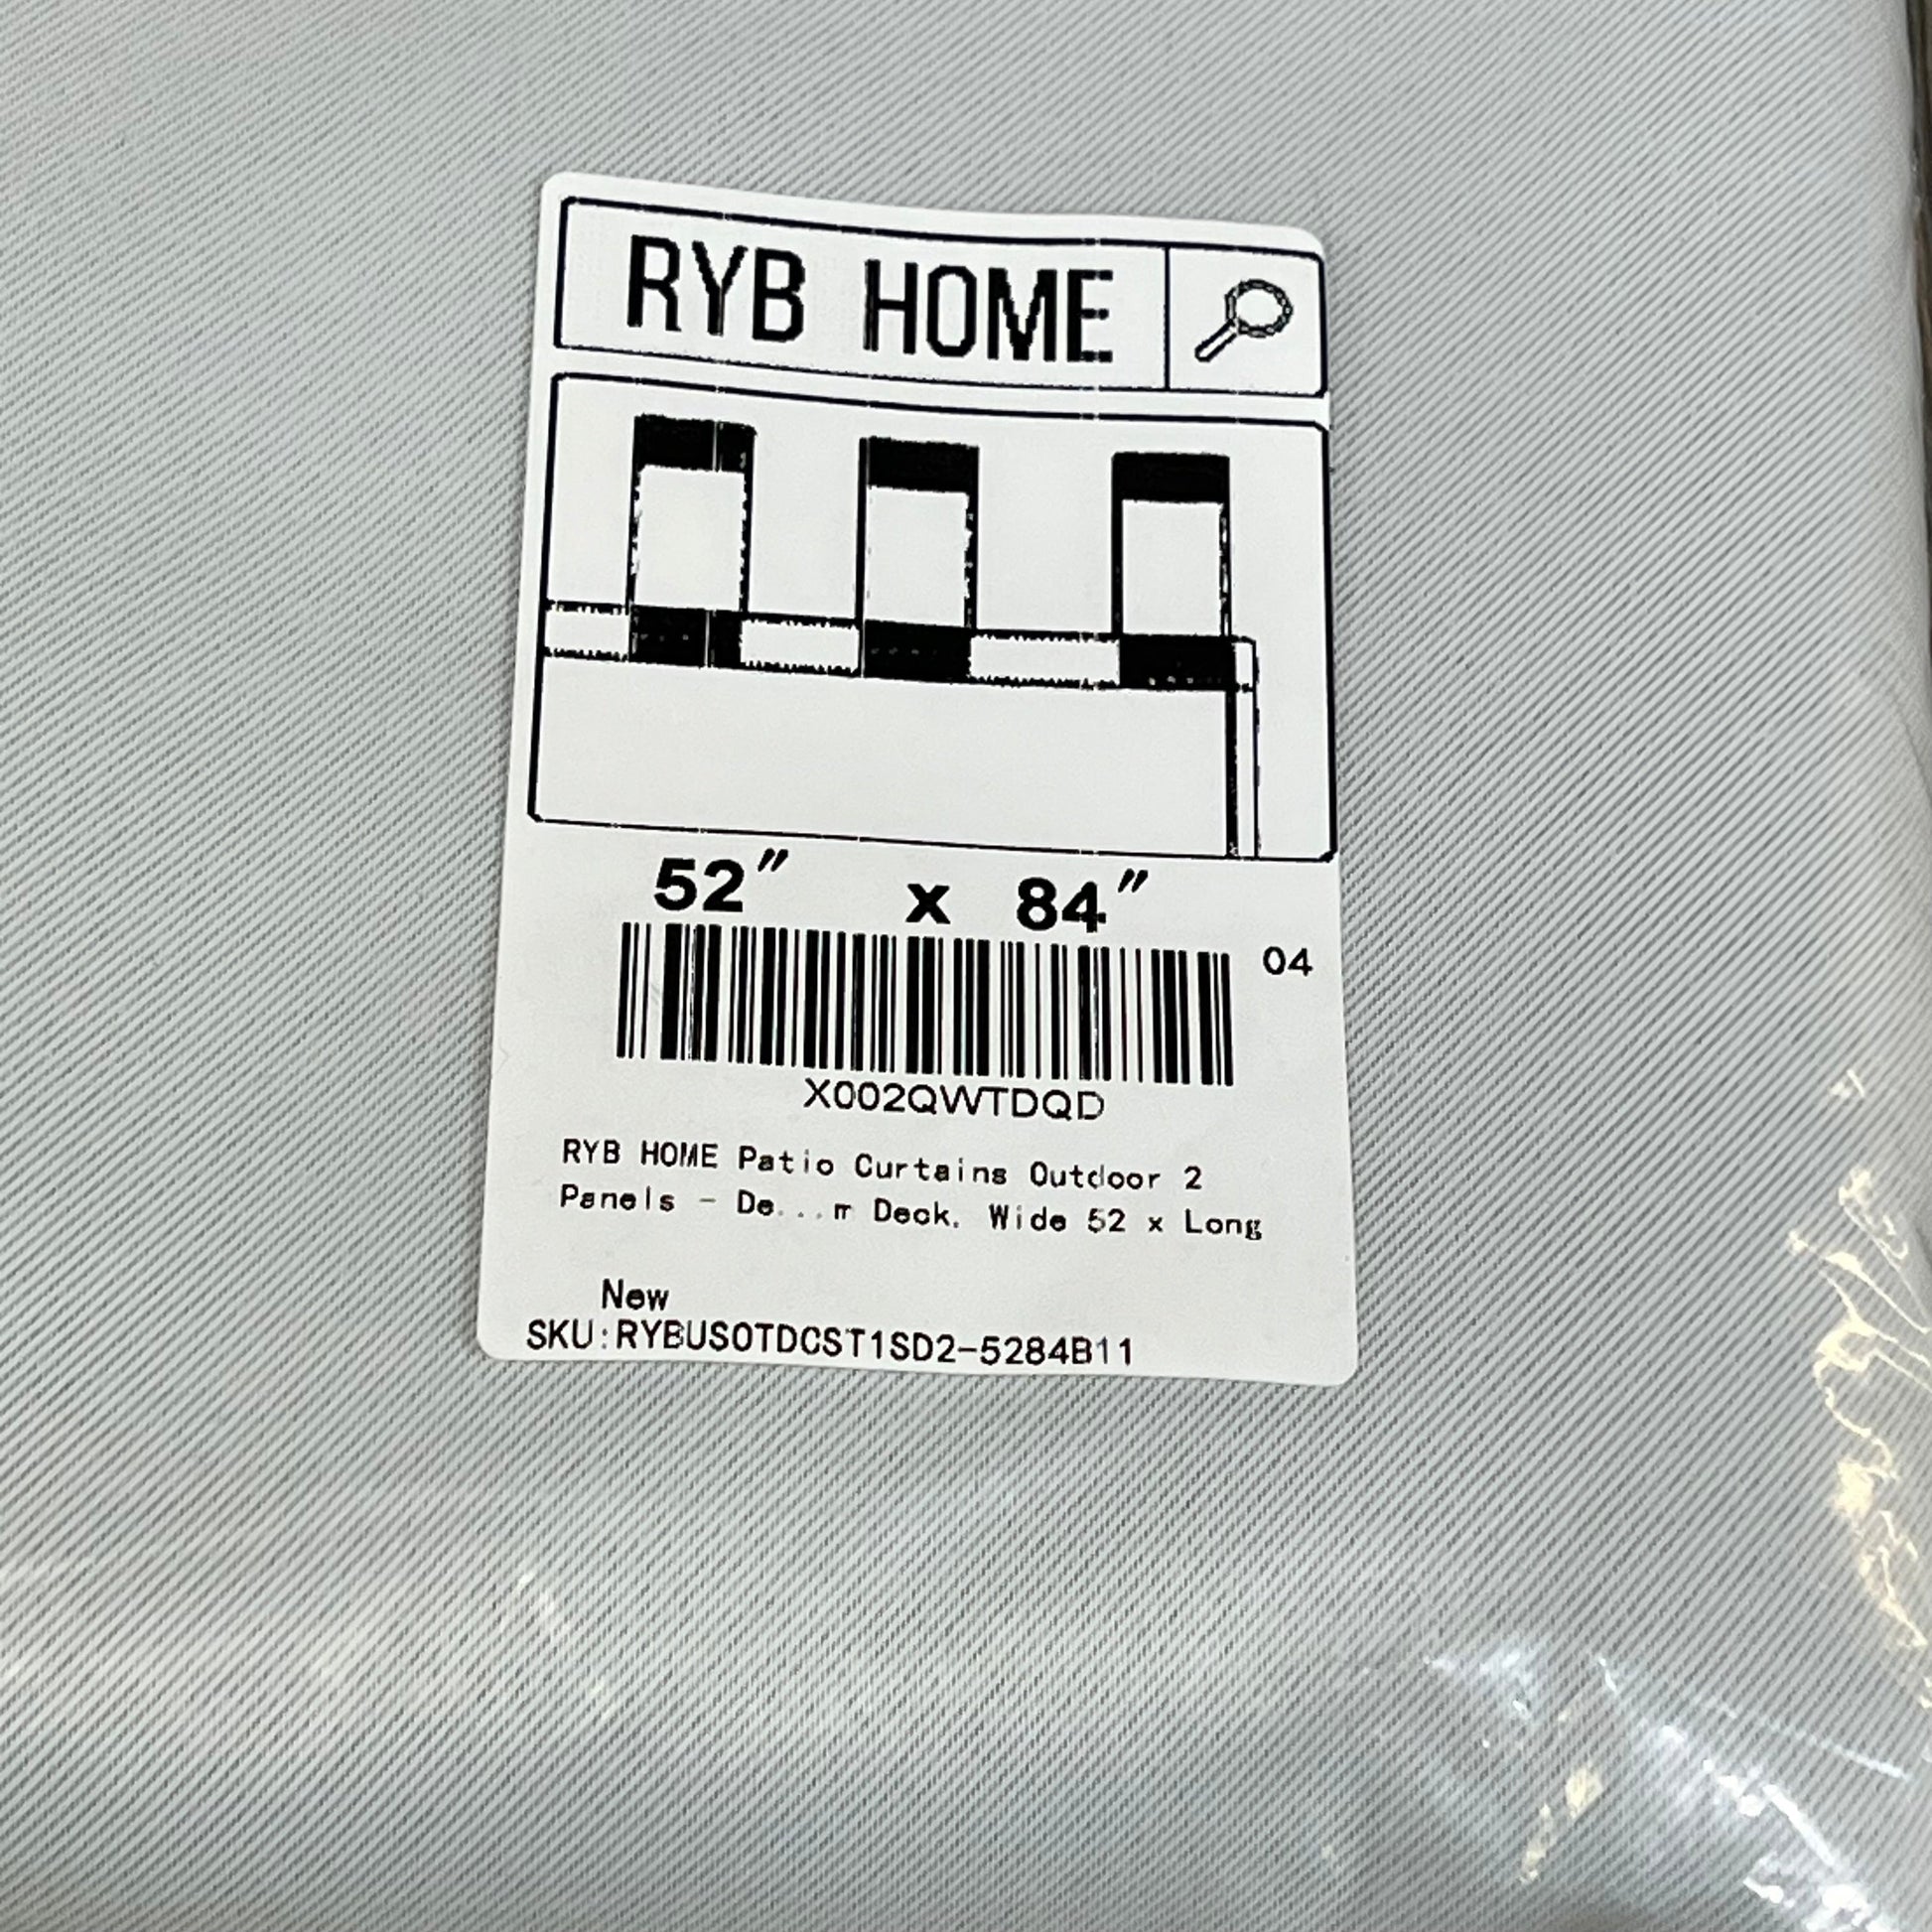 RYB HOME
52″ x 84″
04
X002QWTDQD
RYB HOME Patio Curtains Outdoor 2
Panels - De...rr Deck, Wide 52 x Long
New
SKU:RYBUSOTDCST1SD2-5284B11